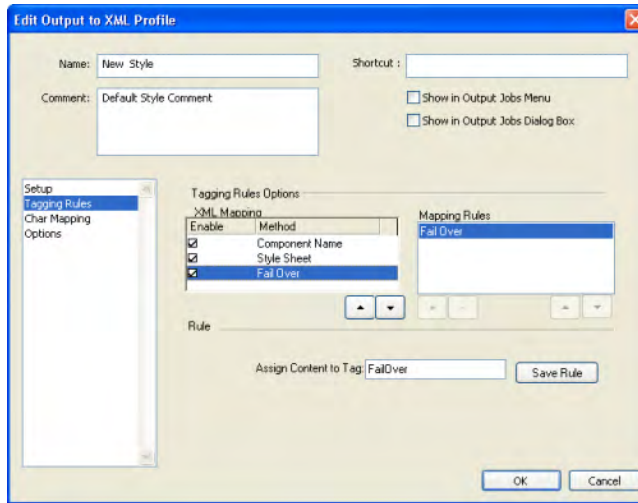 Edit Output to XML Profile
Name: New Style
Shortcut :
Comment: Default Style Comment
Show in Output Jobs Menu
Show in Output Jobs Dialog Box
Setup
Tagging Rules
Char Mapping
Options
Tagging Rules Options
XML Mapping
Enable Method
Component Name
Style Sheet
Fail Over
Mapping Rules
Fail Over
Rule
Assign Content to Tag: FailOver
Save Rule
OK
Cancel